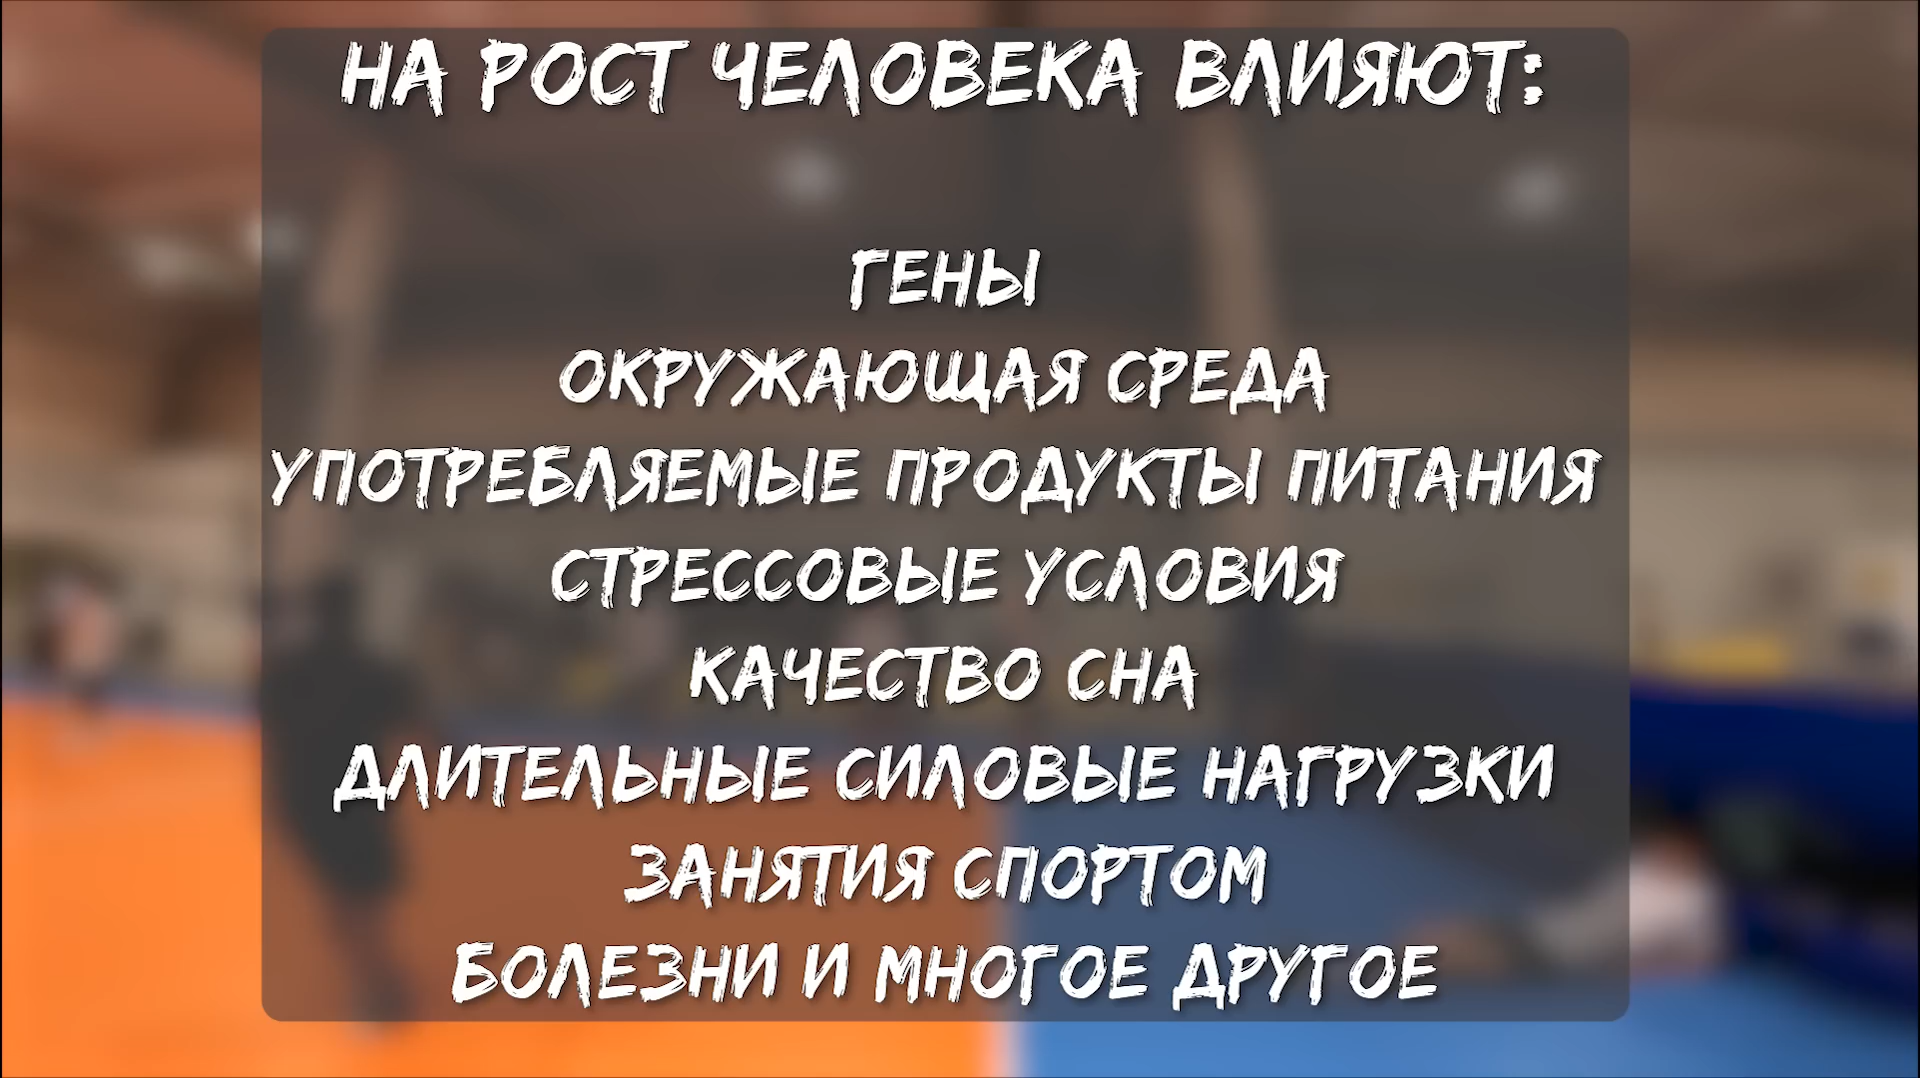 НА РОСТ ЧЕЛОВЕКА ВЛИЯЮТ:
ГЕНЫ
ОКРУЖАЮЩАЯ СРЕДА
УПОТРЕБЛЯЕМЫЕ ПРОДУКТЫ ПИТАНИЯ
СТРЕССОВЫЕ УСЛОВИЯ
КАЧЕСТВО СНА
ДЛИТЕЛЬНЫЕ СИЛОВЫЕ НАГРУЗКИ
ЗАНЯТИЯ СПОРТОМ
БОЛЕЗНИ И МНОГОЕ ДРУГОЕ